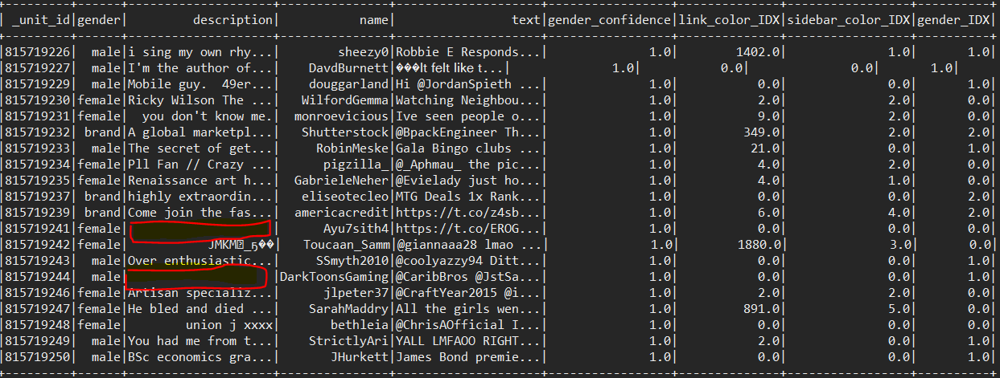 +---------+------+--------------------+---------------+--------------------+-----------------+--------------+-----------------+----------+
| _unit_id|gender| description| name| text|gender_confidence|link_color_IDX|sidebar_color_IDX|gender_IDX|
+---------+------+--------------------+---------------+--------------------+-----------------+--------------+-----------------+----------+
|815719226| male|i sing my own rhy...| sheezy0|Robbie E Responds...| 1.0| 1402.0| 1.0| 1.0|
|815719227| male|I'm the author of...| DavdBurnett|���It felt like t...| 1.0| 0.0| 0.0| 1.0|
|815719229| male|Mobile guy. 49er...| douggarland|Hi @JordanSpieth ...| 1.0| 0.0| 0.0| 1.0|
|815719230|female|Ricky Wilson The ...| WilfordGemma|Watching Neighbou...| 1.0| 2.0| 2.0| 0.0|
|815719231|female| you don't know me.| monroevicious|Ive seen people o...| 1.0| 9.0| 2.0| 0.0|
|815719232| brand|A global marketpl...| Shutterstock|@BpackEngineer Th...| 1.0| 349.0| 2.0| 2.0|
|815719233| male|The secret of get...| RobinMeske|Gala Bingo clubs ...| 1.0| 21.0| 0.0| 1.0|
|815719234|female|Pll Fan // Crazy ...| pigzilla_|@_Aphmau_ the pic...| 1.0| 4.0| 2.0| 0.0|
|815719235|female|Renaissance art h...| GabrieleNeher|@Evielady just ho...| 1.0| 4.0| 1.0| 0.0|
|815719237| brand|highly extraordin...| eliseotecleo|MTG Deals 1x Rank...| 1.0| 0.0| 0.0| 2.0|
|815719239| brand|Come join the fas...| americacredit|https://t.co/z4sb...| 1.0| 6.0| 4.0| 2.0|
|815719241|female| | Ayu7sith4|https://t.co/EROG...| 1.0| 0.0| 0.0| 0.0|
|815719242|female| JMKM�_ҕ��| Toucaan_Samm|@giannaaa28 lmao ...| 1.0| 1880.0| 3.0| 0.0|
|815719243| male|Over enthusiastic...| SSmyth2010|@coolyazzy94 Ditt...| 1.0| 0.0| 0.0| 1.0|
|815719244| male| |DarkToonsGaming|@CaribBros @JstSa...| 1.0| 0.0| 0.0| 1.0|
|815719246|female|Artisan specializ...| jlpeter37|@CraftYear2015 @i...| 1.0| 2.0| 2.0| 0.0|
|815719247|female|He bled and died ...| SarahMaddry|All the girls wen...| 1.0| 891.0| 5.0| 0.0|
|815719248|female| union j xxxx| bethleia|@ChrisAOfficial I...| 1.0| 0.0| 0.0| 0.0|
|815719249| male|You had me from t...| StrictlyAri|YALL LMFAOO RIGHT...| 1.0| 2.0| 0.0| 1.0|
|815719250| male|BSc economics gra...| JHurkett|James Bond premie...| 1.0| 0.0| 0.0| 1.0|
+---------+------+--------------------+---------------+--------------------+-----------------+--------------+-----------------+----------+